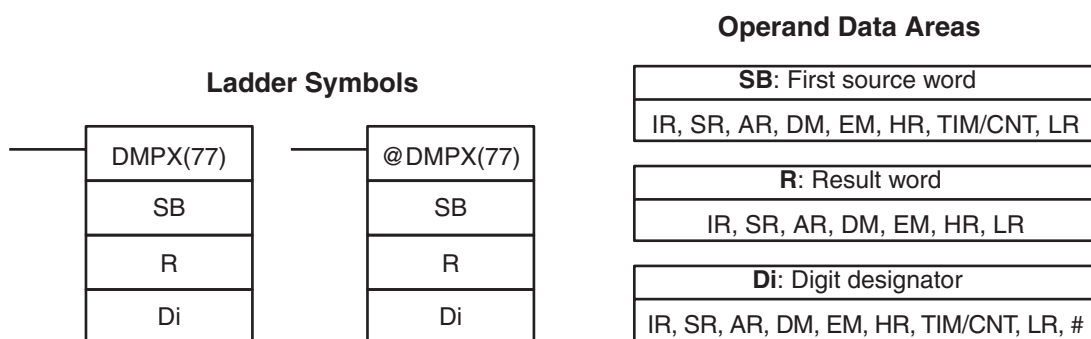 Ladder Symbols
DMPX(77)
SB
R
Di
@DMPX(77)
SB
R
Di
Operand Data Areas
SB: First source word
IR, SR, AR, DM, EM, HR, TIM/CNT, LR
R: Result word
IR, SR, AR, DM, EM, HR, LR
Di: Digit designator
IR, SR, AR, DM, EM, HR, TIM/CNT, LR, #